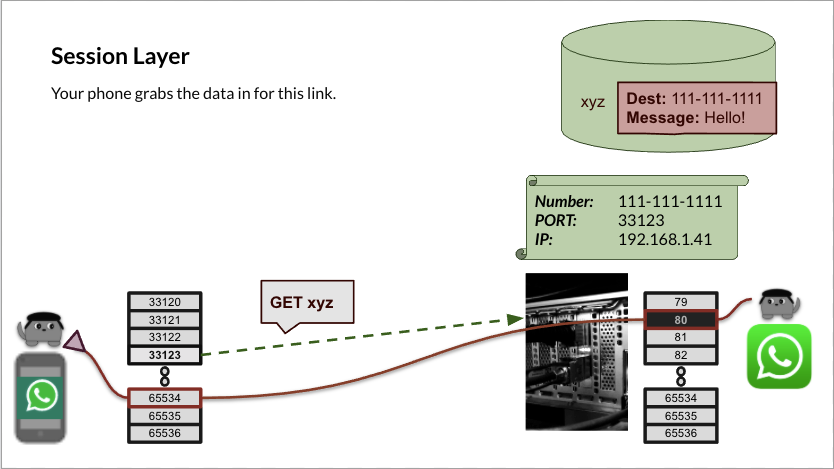 Session Layer
Your phone grabs the data in for this link.
xyz
Dest: 111-111-1111
Message: Hello!
Number: 111-111-1111
PORT: 33123
IP: 192.168.1.41
GET xyz
33120
33121
33122
33123
65534
65535
65536
79
80
81
82
65534
65535
65536